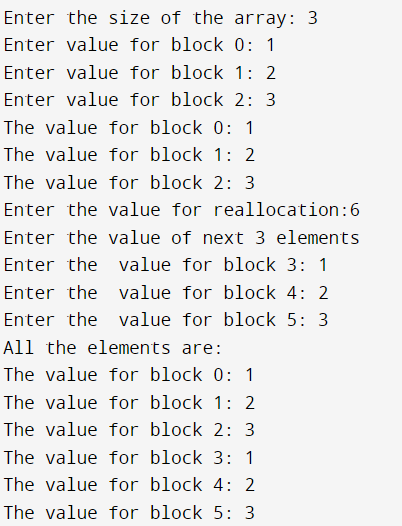 Enter the size of the array: 3
Enter value for block 0: 1
Enter value for block 1: 2
Enter value for block 2: 3
The value for block 0: 1
The value for block 1: 2
The value for block 2: 3
Enter the value for reallocation:6
Enter the value of next 3 elements
Enter the  value for block 3: 1
Enter the  value for block 4: 2
Enter the  value for block 5: 3
All the elements are:
The value for block 0: 1
The value for block 1: 2
The value for block 2: 3
The value for block 3: 1
The value for block 4: 2
The value for block 5: 3